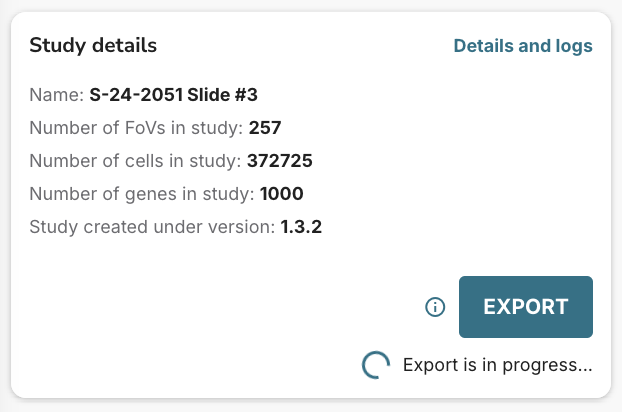 Study details
Details and logs
Name: S-24-2051 Slide #3
Number of FoVs in study: 257
Number of cells in study: 372725
Number of genes in study: 1000
Study created under version: 1.3.2
EXPORT
Export is in progress...